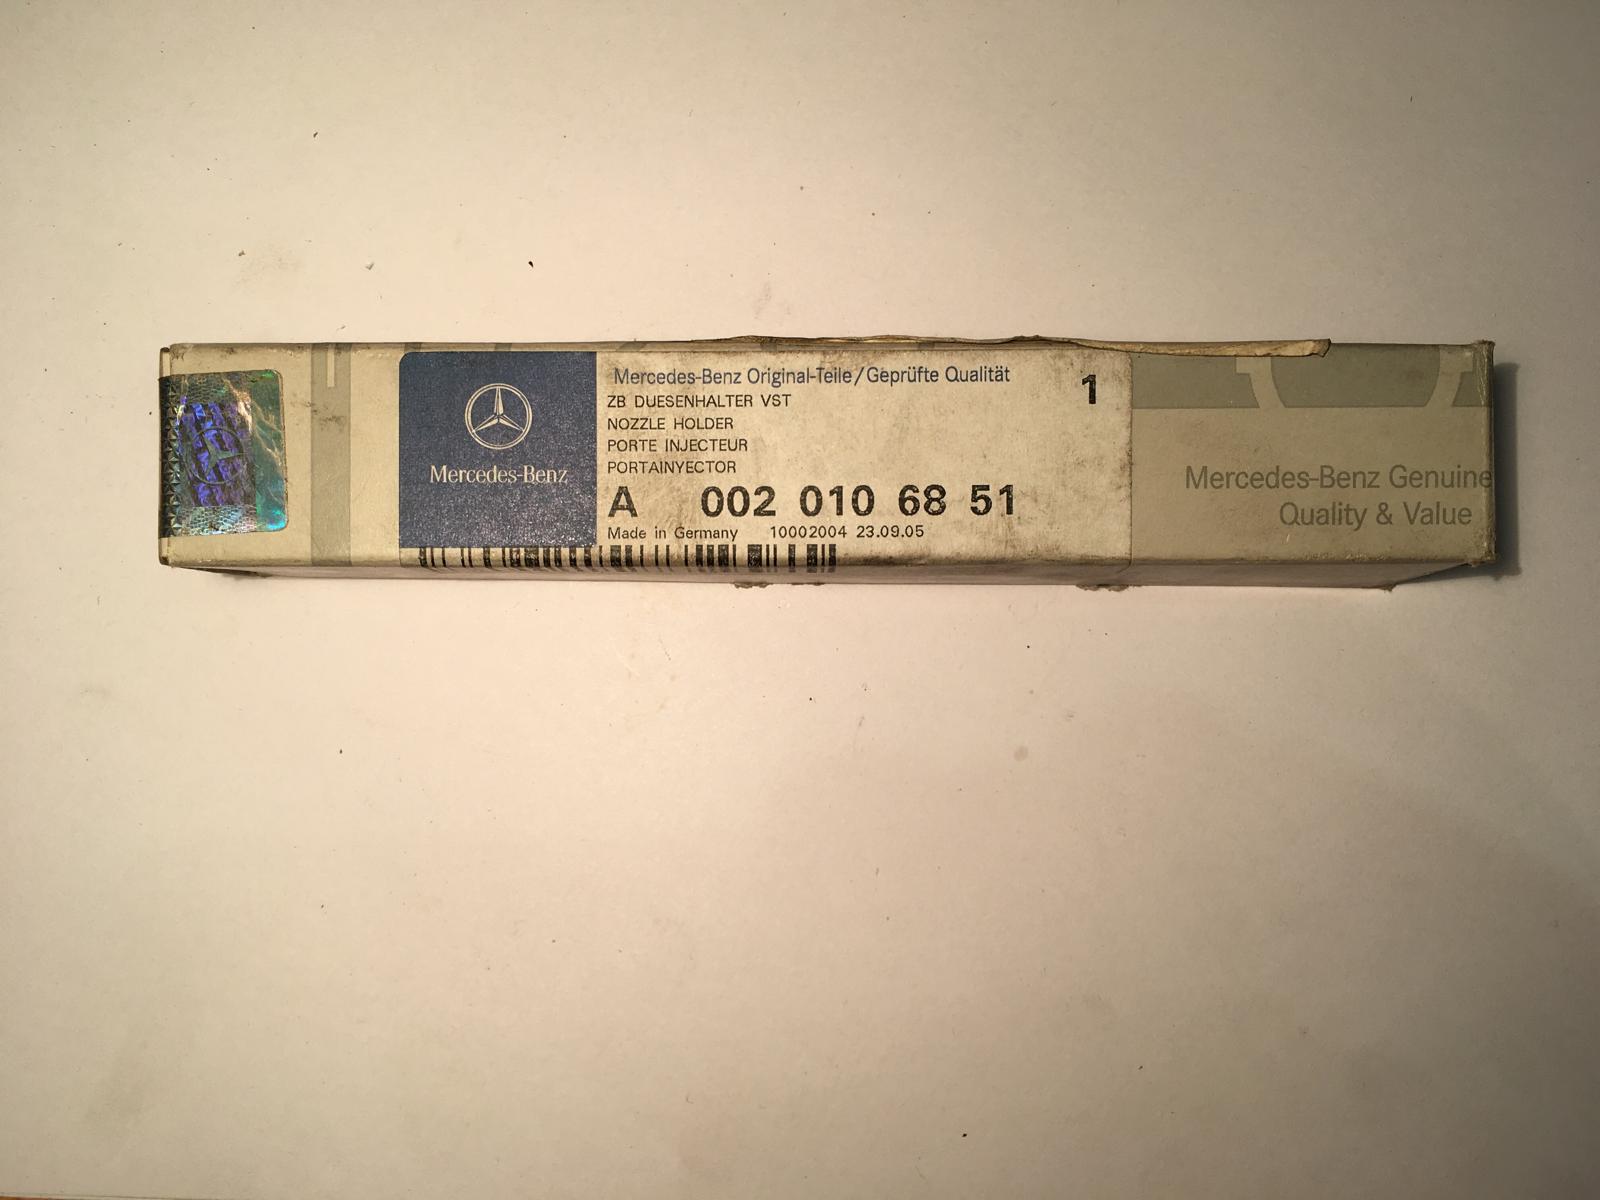 Mercedes-Benz
Mercedes-Benz Original-Teile/Geprüfte Qualität
1
ZB DUESENHALTER VST
NOZZLE HOLDER
PORTE INJECTEUR
PORTAINYECTOR
A 002 010 68 51
Made in Germany 10002004 23.09.05
Mercedes-Benz Genuine
Quality & Value